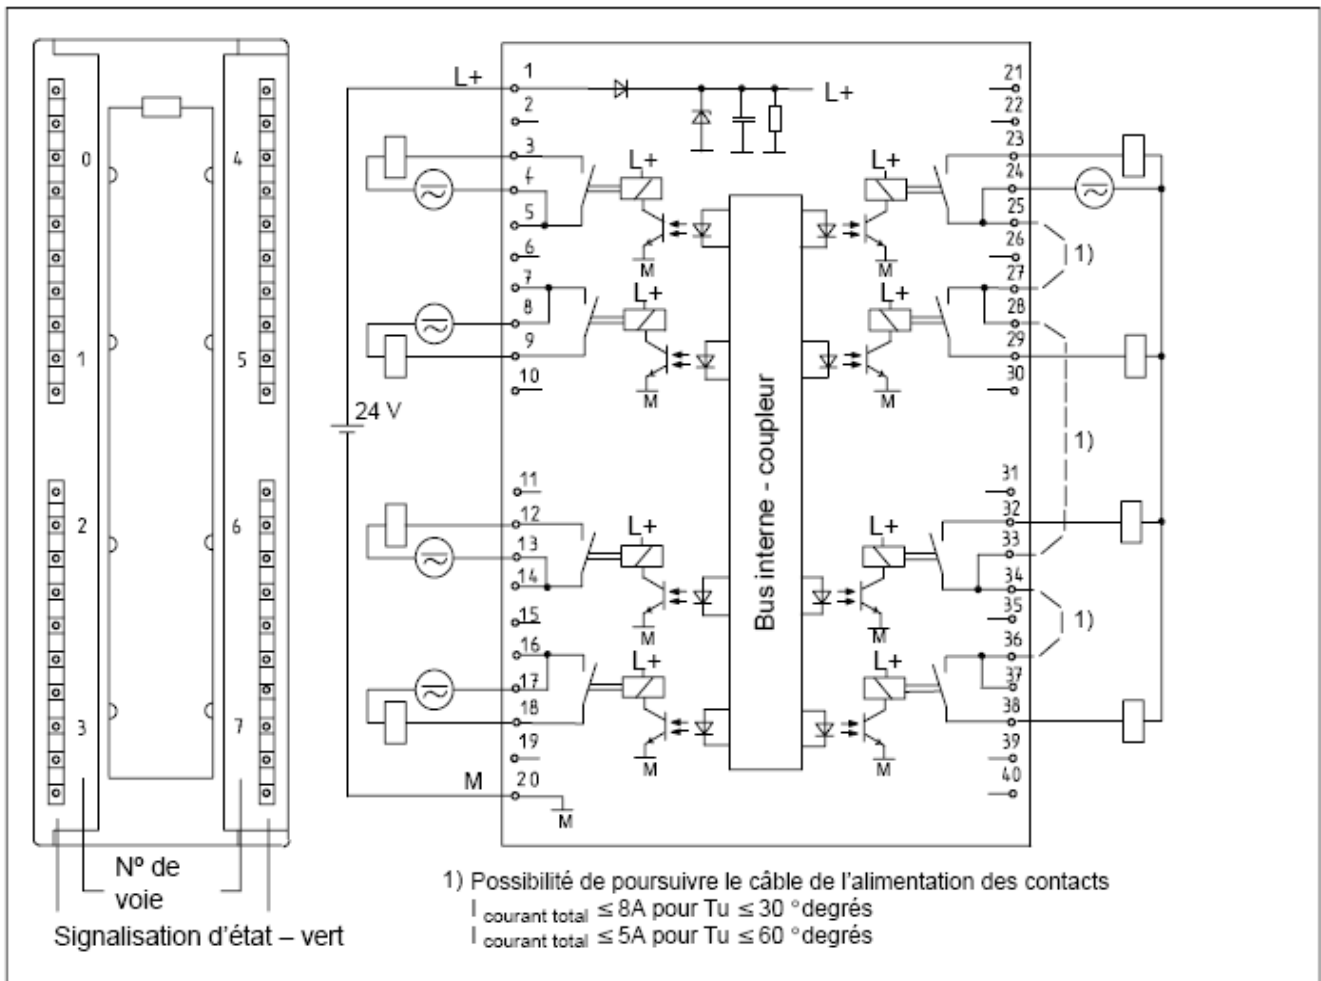 0
1
2
3
4
5
6
7
Nº de
voie
Signalisation d'état – vert
L+
24 V
M
1
2
3
4
5
6
7
8
9
10
11
12
13
14
15
16
17
18
19
20
M
L+
L+
M
L+
M
L+
M
L+
M
Bus interne - coupleur
L+
M
L+
M
L+
M
L+
M
21
22
23
24
25
26
27
28
29
30
31
32
33
34
35
36
37
38
39
40
1)
1)
1)
1) Possibilité de poursuivre le câble de l'alimentation des contacts
I courant total ≤ 8A pour Tu ≤ 30 °degrés
I courant total ≤ 5A pour Tu ≤ 60 °degrés